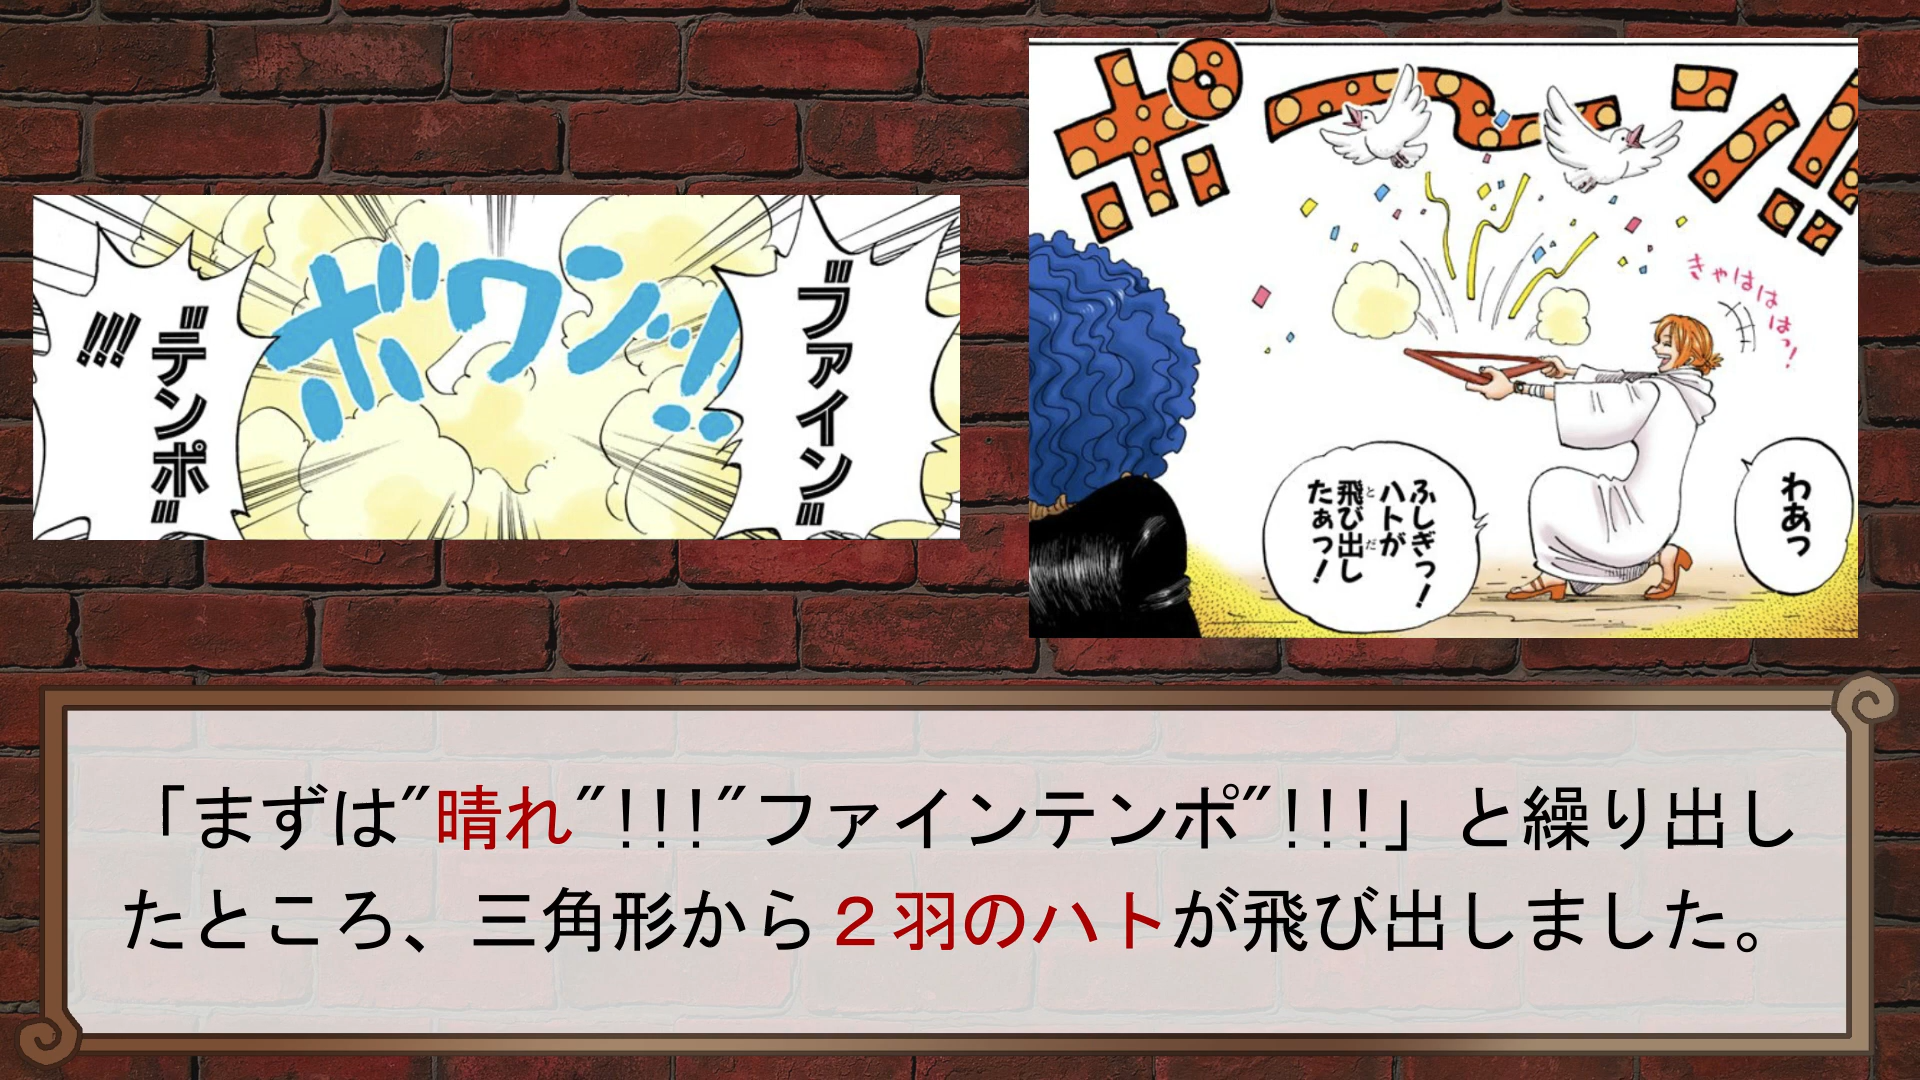 "ファイン"
ボワンッ!!
"テンポ"
!!!
ポ〜ン!!
きゃははは っ!
わあっ
ふしぎっ!
ハトが
飛び出し
たぁっ!
「まずは"晴れ"!!!"ファインテンポ"!!!」と繰り出し
たところ、三角形から２羽のハトが飛び出しました。